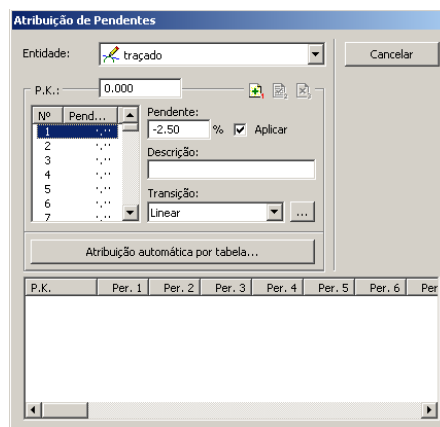 Atribuição de Pendentes
Entidade: traçado Cancelar
P.K.: 0.000
Nº Pend... Pendente:
1 -.-- -2.50 % Aplicar
2 -.--
3 -.-- Descrição:
4 -.--
5 -.-- Transição:
6 -.-- Linear ...
7 -.--
Atribuição automática por tabela...
P.K. Per. 1 Per. 2 Per. 3 Per. 4 Per. 5 Per. 6 Per